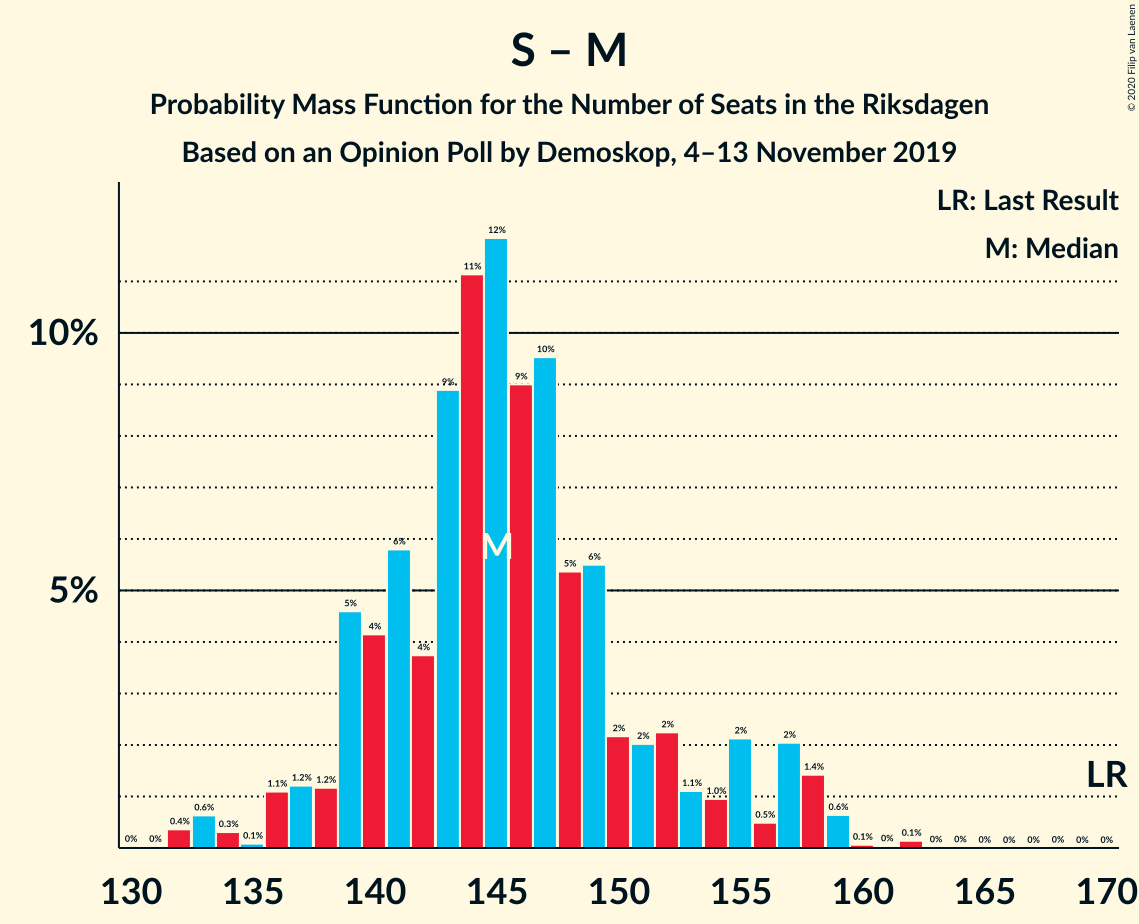 S – M
Probability Mass Function for the Number of Seats in the Riksdagen
Based on an Opinion Poll by Demoskop, 4–13 November 2019
© 2020 Filip van Laenen
LR: Last Result
M: Median
10%
5%
0% 0% 0.4% 0.6% 0.3% 0.1% 1.1% 1.2% 1.2% 5% 4% 6% 4% 9% 11% 12% 9% 10% 5% 6% 2% 2% 2% 1.1% 1.0% 2% 0.5% 2% 1.4% 0.6% 0.1% 0% 0.1% 0% 0% 0% 0% 0% 0% 0% 0%
M
LR
130 135 140 145 150 155 160 165 170